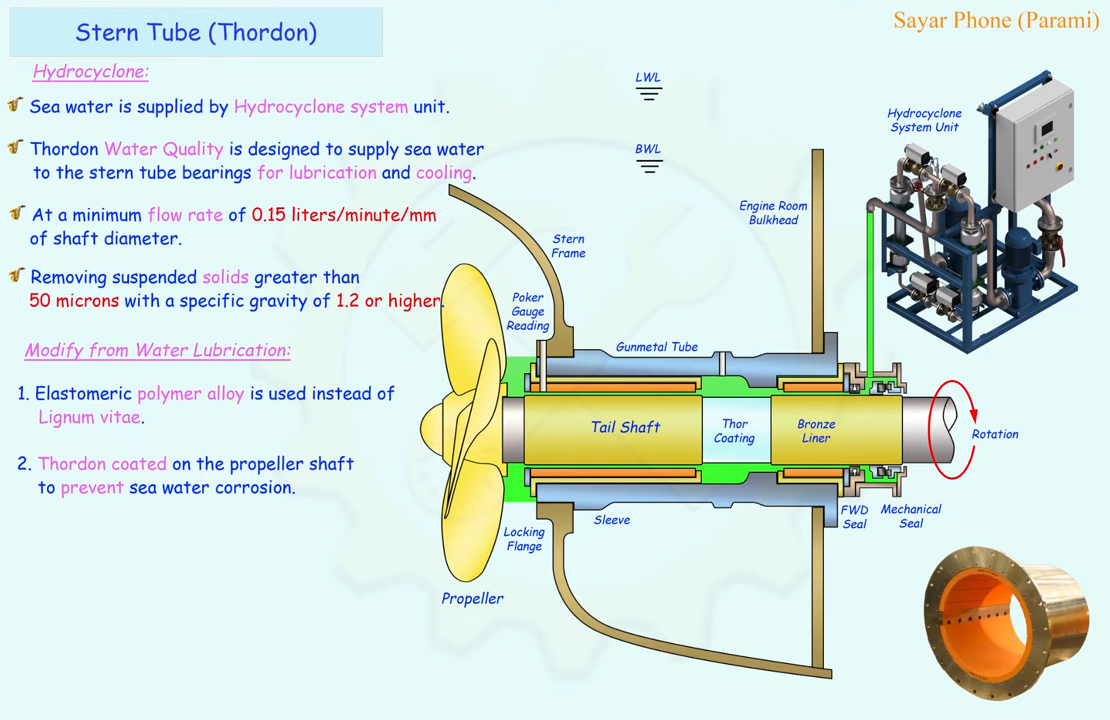 Stern Tube (Thordon)
Sayar Phone (Parami)
Hydrocyclone:
Sea water is supplied by Hydrocyclone system unit.
Thordon Water Quality is designed to supply sea water
to the stern tube bearings for lubrication and cooling.
At a minimum flow rate of 0.15 liters/minute/mm
of shaft diameter.
Removing suspended solids greater than
50 microns with a specific gravity of 1.2 or higher.
Modify from Water Lubrication:
1. Elastomeric polymer alloy is used instead of
Lignum vitae.
2. Thordon coated on the propeller shaft
to prevent sea water corrosion.
LWL
BWL
Hydrocyclone
System Unit
Engine Room
Bulkhead
Stern
Frame
Poker
Gauge
Reading
Gunmetal Tube
Tail Shaft
Thor
Coating
Bronze
Liner
Rotation
Sleeve
FWD
Seal
Mechanical
Seal
Locking
Flange
Propeller